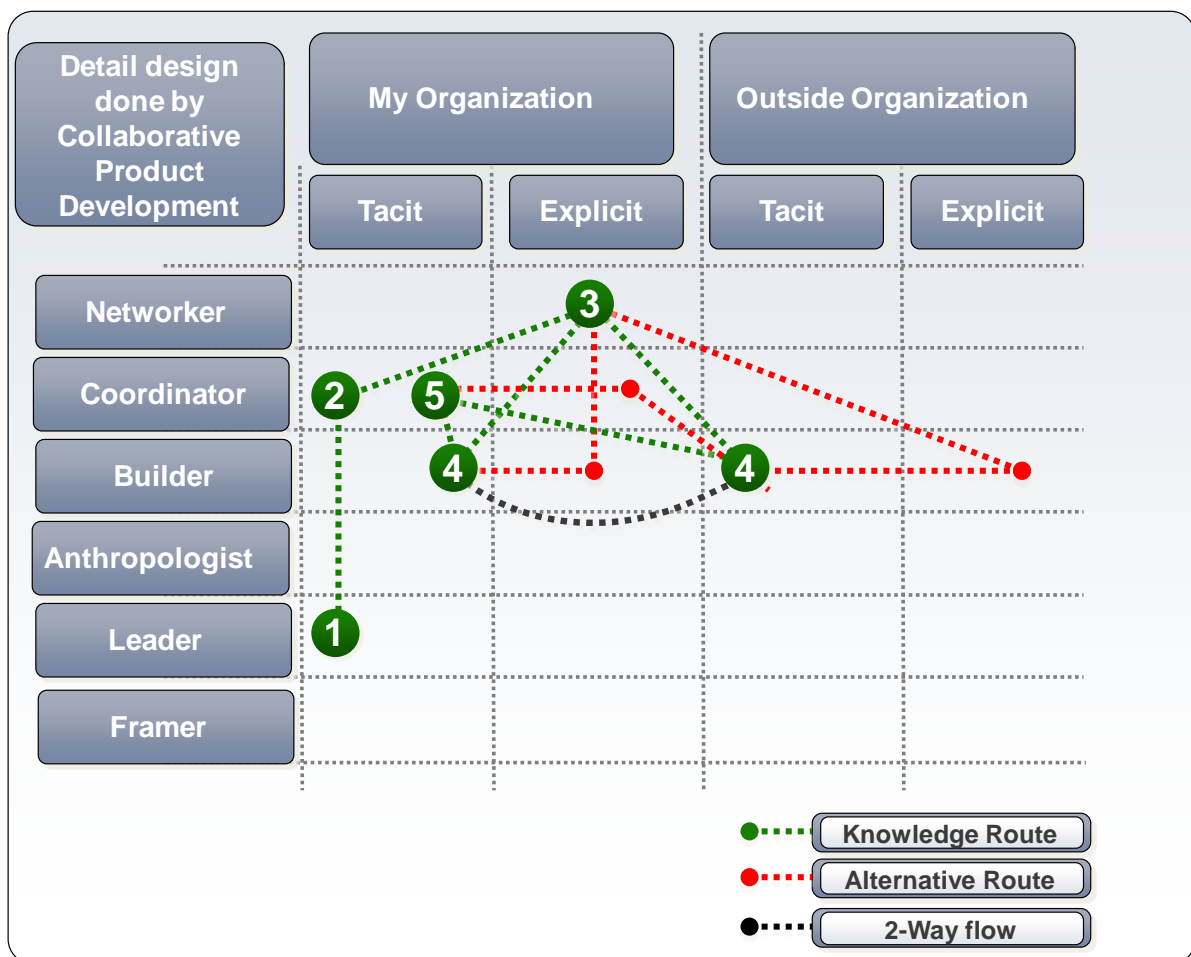 Detail design
done by
Collaborative
Product
Development
My Organization
Outside Organization
Tacit
Explicit
Tacit
Explicit
Networker
3
Coordinator
2
5
Builder
4
4
Anthropologist
Leader
1
Framer
Knowledge Route
Alternative Route
2-Way flow